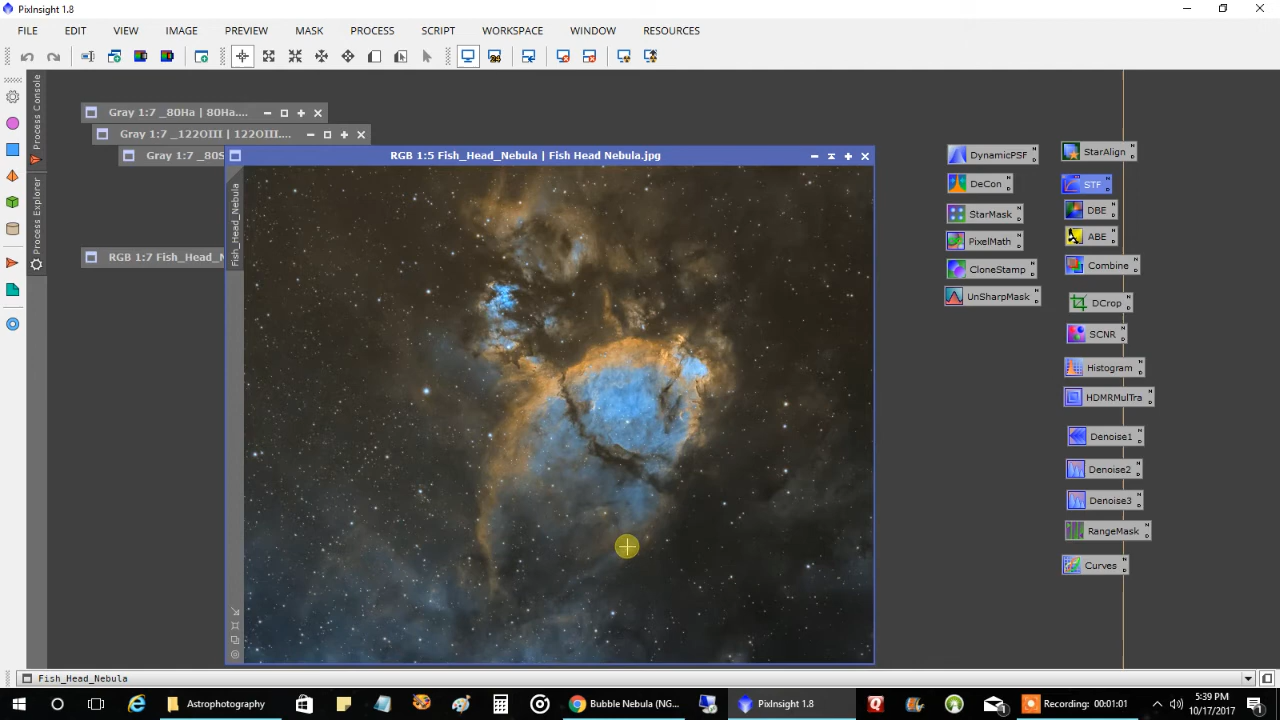 PixInsight 1.8
FILE EDIT VIEW IMAGE PREVIEW MASK PROCESS SCRIPT WORKSPACE WINDOW RESOURCES
Process Console
Process Explorer
Gray 1:7 _80Ha | 80Ha....
Gray 1:7 _122OIII | 122OIII....
Gray 1:7 _80S
RGB 1:5 Fish_Head_Nebula | Fish Head Nebula.jpg
Fish_Head_Nebula
RGB 1:7 Fish_Head_N
DynamicPSF
DeCon
StarMask
PixelMath
CloneStamp
UnSharpMask
StarAlign
STF
DBE
ABE
Combine
DCrop
SCNR
Histogram
HDMRMulTra
Denoise1
Denoise2
Denoise3
RangeMask
Curves
Fish_Head_Nebula
Astrophotography
Bubble Nebula (NG...
PixInsight 1.8
Recording: 00:01:01
5:39 PM
10/17/2017